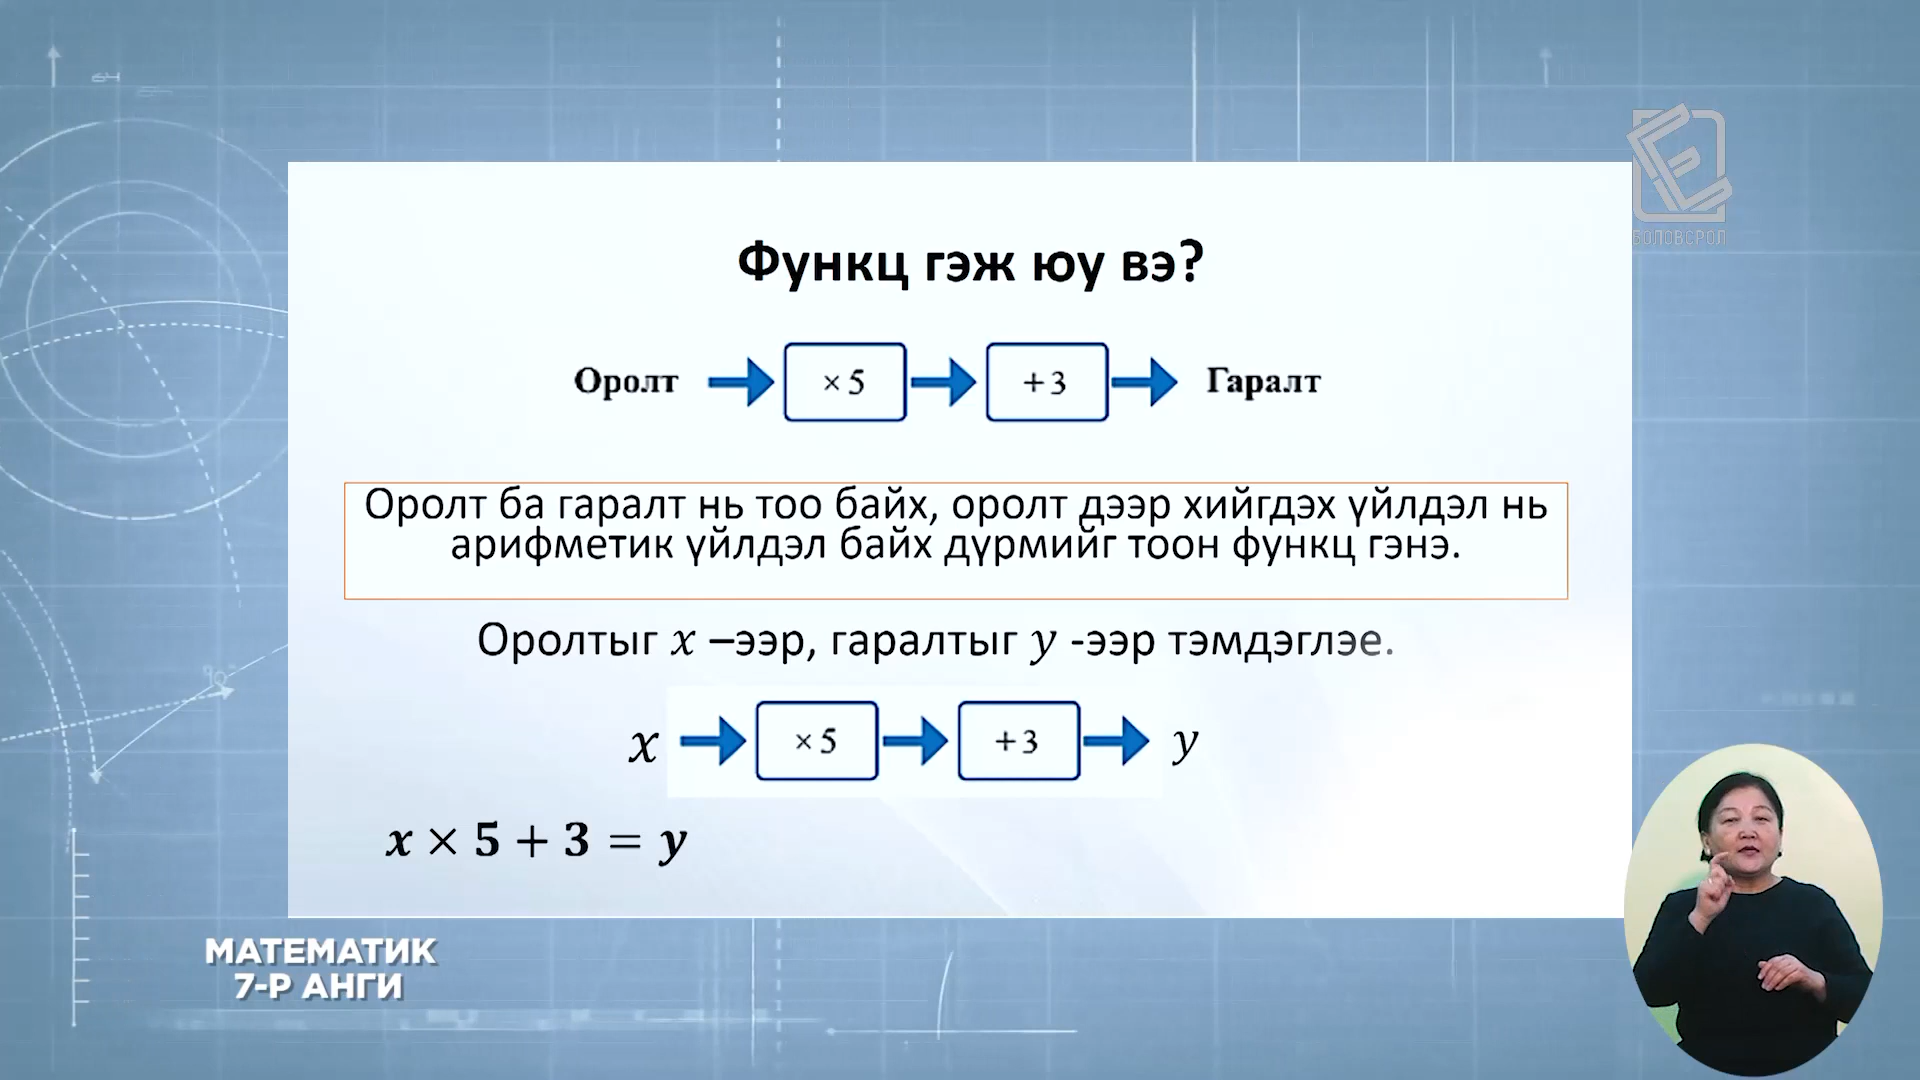 БОЛОВСРОЛ
Функц гэж юу вэ?
Оролт × 5 + 3 Гаралт
Оролт ба гаралт нь тоо байх, оролт дээр хийгдэх үйлдэл нь
арифметик үйлдэл байх дүрмийг тоон функц гэнэ.
Оролтыг x –ээр, гаралтыг y -ээр тэмдэглэе.
x × 5 + 3 y
x × 5 + 3 = y
МАТЕМАТИК
7-Р АНГИ